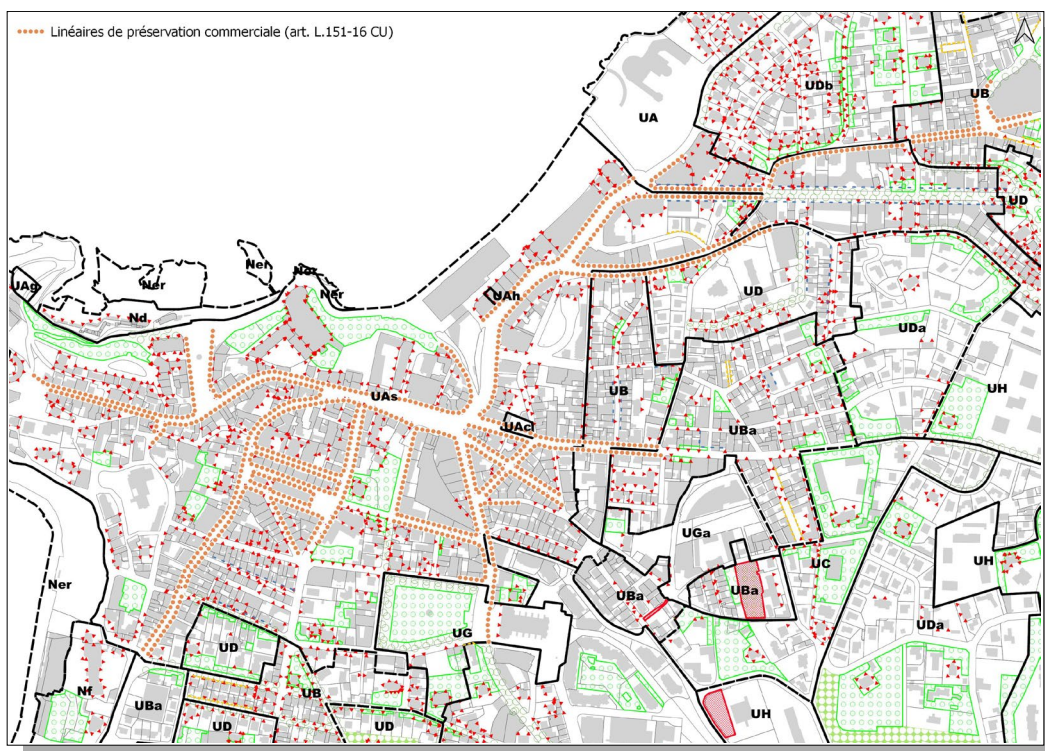 Linéaires de préservation commerciale (art. L.151-16 CU)
UDb
UB
UA
UD
Ner
Ner
Ner
Ner
UAg
Nd
UAh
UD
UDa
UH
UAs
UB
UAcl
UBa
UGa
UC
UH
Ner
UBa
UBa
UDa
UG
UD
Nf
UB
UBa
UH
UD
UD